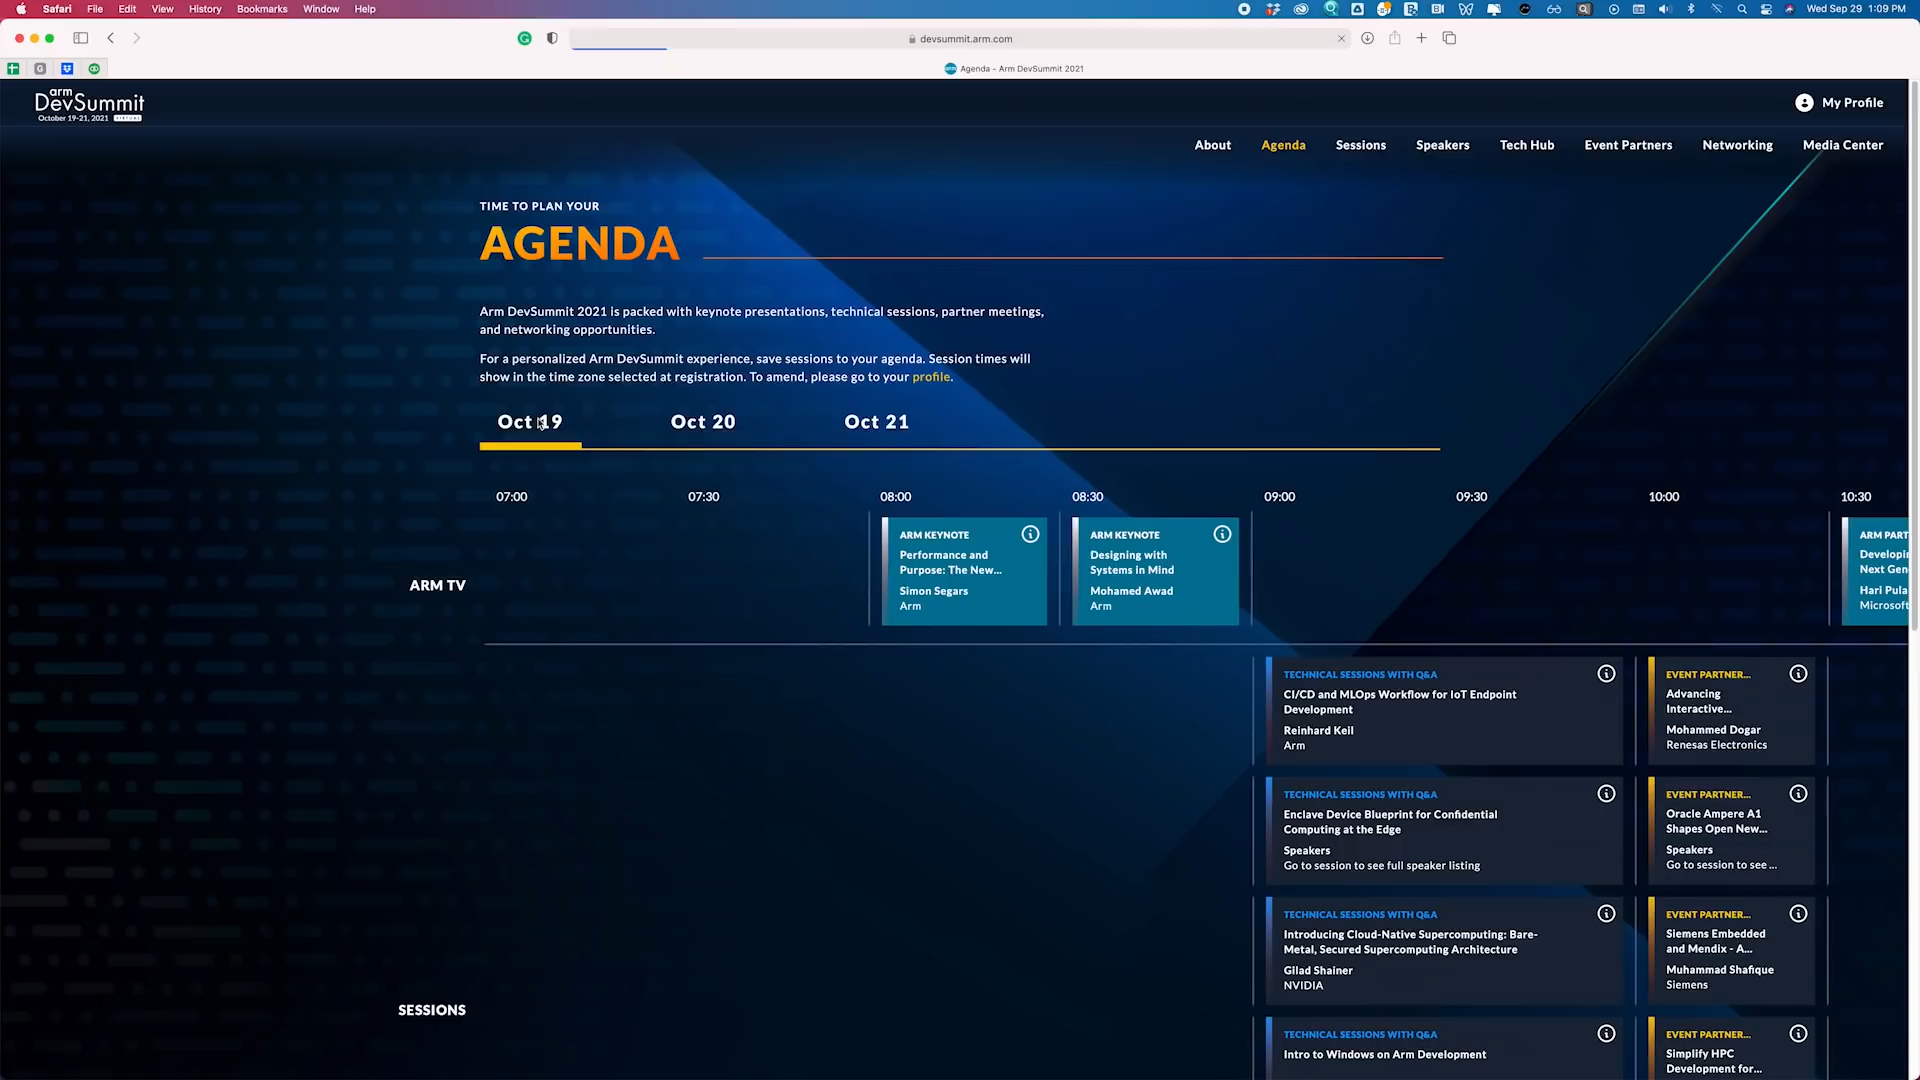 Safari File Edit View History Bookmarks Window Help
Wed Sep 29 1:09 PM
devsummit.arm.com
Agenda - Arm DevSummit 2021
arm
DevSummit
October 19-21, 2021 VIRTUAL
My Profile
About Agenda Sessions Speakers Tech Hub Event Partners Networking Media Center
TIME TO PLAN YOUR
AGENDA
Arm DevSummit 2021 is packed with keynote presentations, technical sessions, partner meetings,
and networking opportunities.
For a personalized Arm DevSummit experience, save sessions to your agenda. Session times will
show in the time zone selected at registration. To amend, please go to your profile.
Oct 19 Oct 20 Oct 21
07:00 07:30 08:00 08:30 09:00 09:30 10:00 10:30
ARM TV
ARM KEYNOTE
Performance and
Purpose: The New...
Simon Segars
Arm
ARM KEYNOTE
Designing with
Systems in Mind
Mohamed Awad
Arm
ARM PART
Developi
Next Gen
Hari Pula
Microsoft
SESSIONS
TECHNICAL SESSIONS WITH Q&A
CI/CD and MLOps Workflow for IoT Endpoint
Development
Reinhard Keil
Arm
EVENT PARTNER...
Advancing
Interactive...
Mohammed Dogar
Renesas Electronics
TECHNICAL SESSIONS WITH Q&A
Enclave Device Blueprint for Confidential
Computing at the Edge
Speakers
Go to session to see full speaker listing
EVENT PARTNER...
Oracle Ampere A1
Shapes Open New...
Speakers
Go to session to see ...
TECHNICAL SESSIONS WITH Q&A
Introducing Cloud-Native Supercomputing: Bare-
Metal, Secured Supercomputing Architecture
Gilad Shainer
NVIDIA
EVENT PARTNER...
Siemens Embedded
and Mendix - A...
Muhammad Shafique
Siemens
TECHNICAL SESSIONS WITH Q&A
Intro to Windows on Arm Development
EVENT PARTNER...
Simplify HPC
Development for...